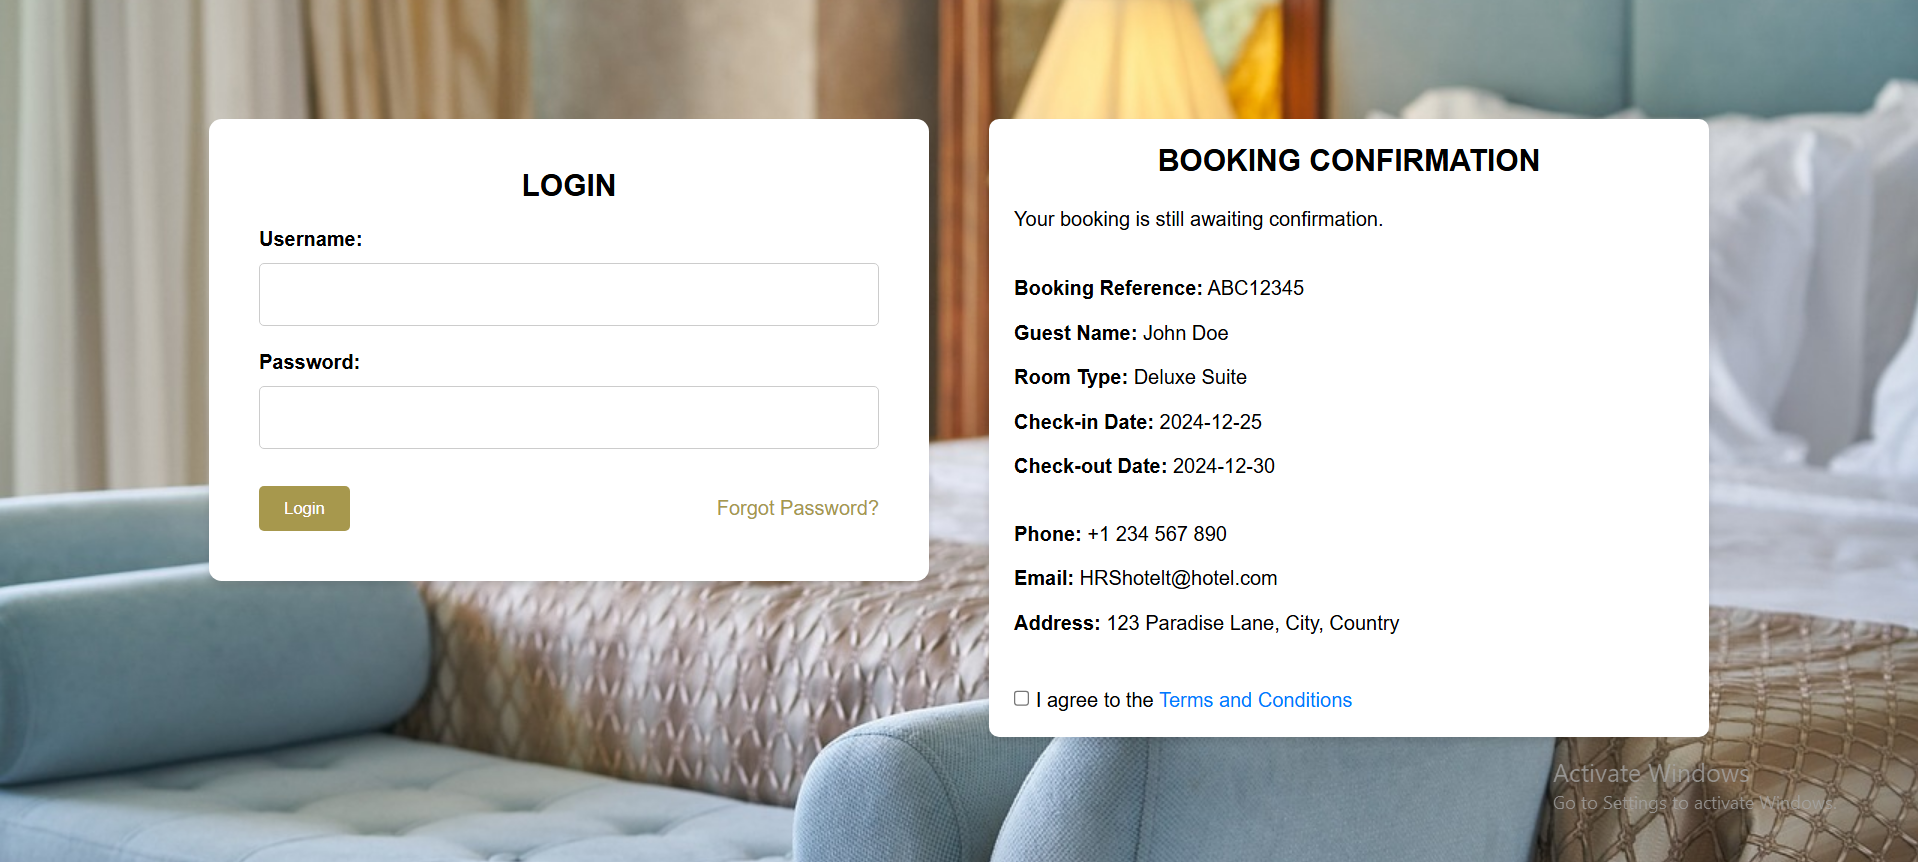 LOGIN
Username:
Password:
Login
Forgot Password?
BOOKING CONFIRMATION
Your booking is still awaiting confirmation.
Booking Reference: ABC12345
Guest Name: John Doe
Room Type: Deluxe Suite
Check-in Date: 2024-12-25
Check-out Date: 2024-12-30
Phone: +1 234 567 890
Email: HRShotelt@hotel.com
Address: 123 Paradise Lane, City, Country
I agree to the Terms and Conditions
Activate Windows
Go to Settings to activate Windows.